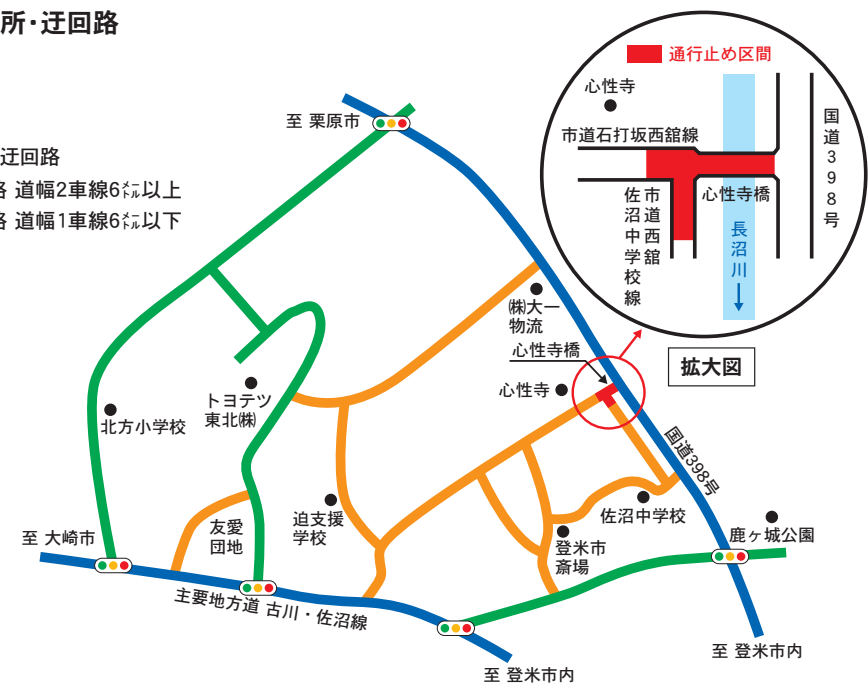 所・迂回路
迂回路
道幅2車線6㍍以上
道幅1車線6㍍以下
至 栗原市
通行止め区間
心性寺
市道石打坂西舘線
国道398号
心性寺橋
市道西舘
佐沼中学校線
長沼川
拡大図
㈱大一
物流
心性寺橋
心性寺
トヨテツ
東北㈱
北方小学校
国道398号
友愛
団地
迫支援
学校
佐沼中学校
登米市
斎場
鹿ヶ城公園
至 大崎市
主要地方道 古川・佐沼線
至 登米市内
至 登米市内